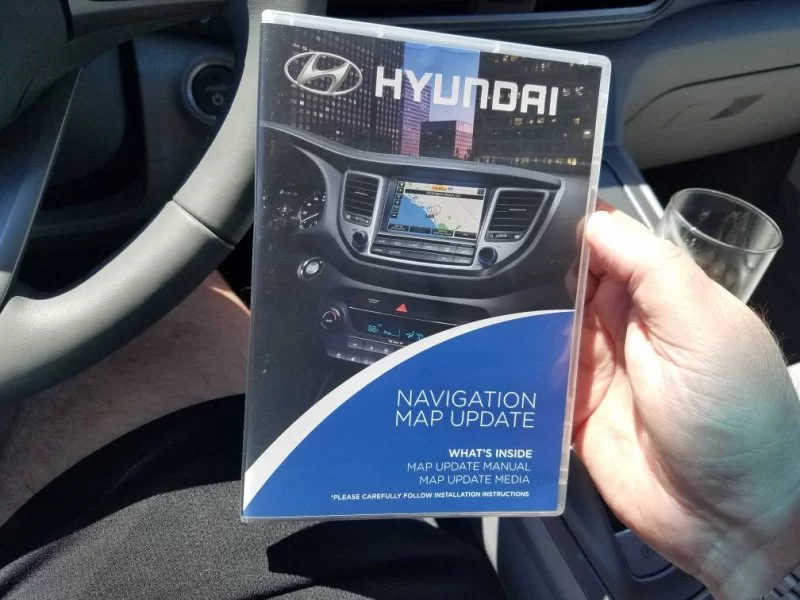 HYUNDAI
NAVIGATION
MAP UPDATE
WHAT'S INSIDE
MAP UPDATE MANUAL
MAP UPDATE MEDIA
*PLEASE CAREFULLY FOLLOW INSTALLATION INSTRUCTIONS